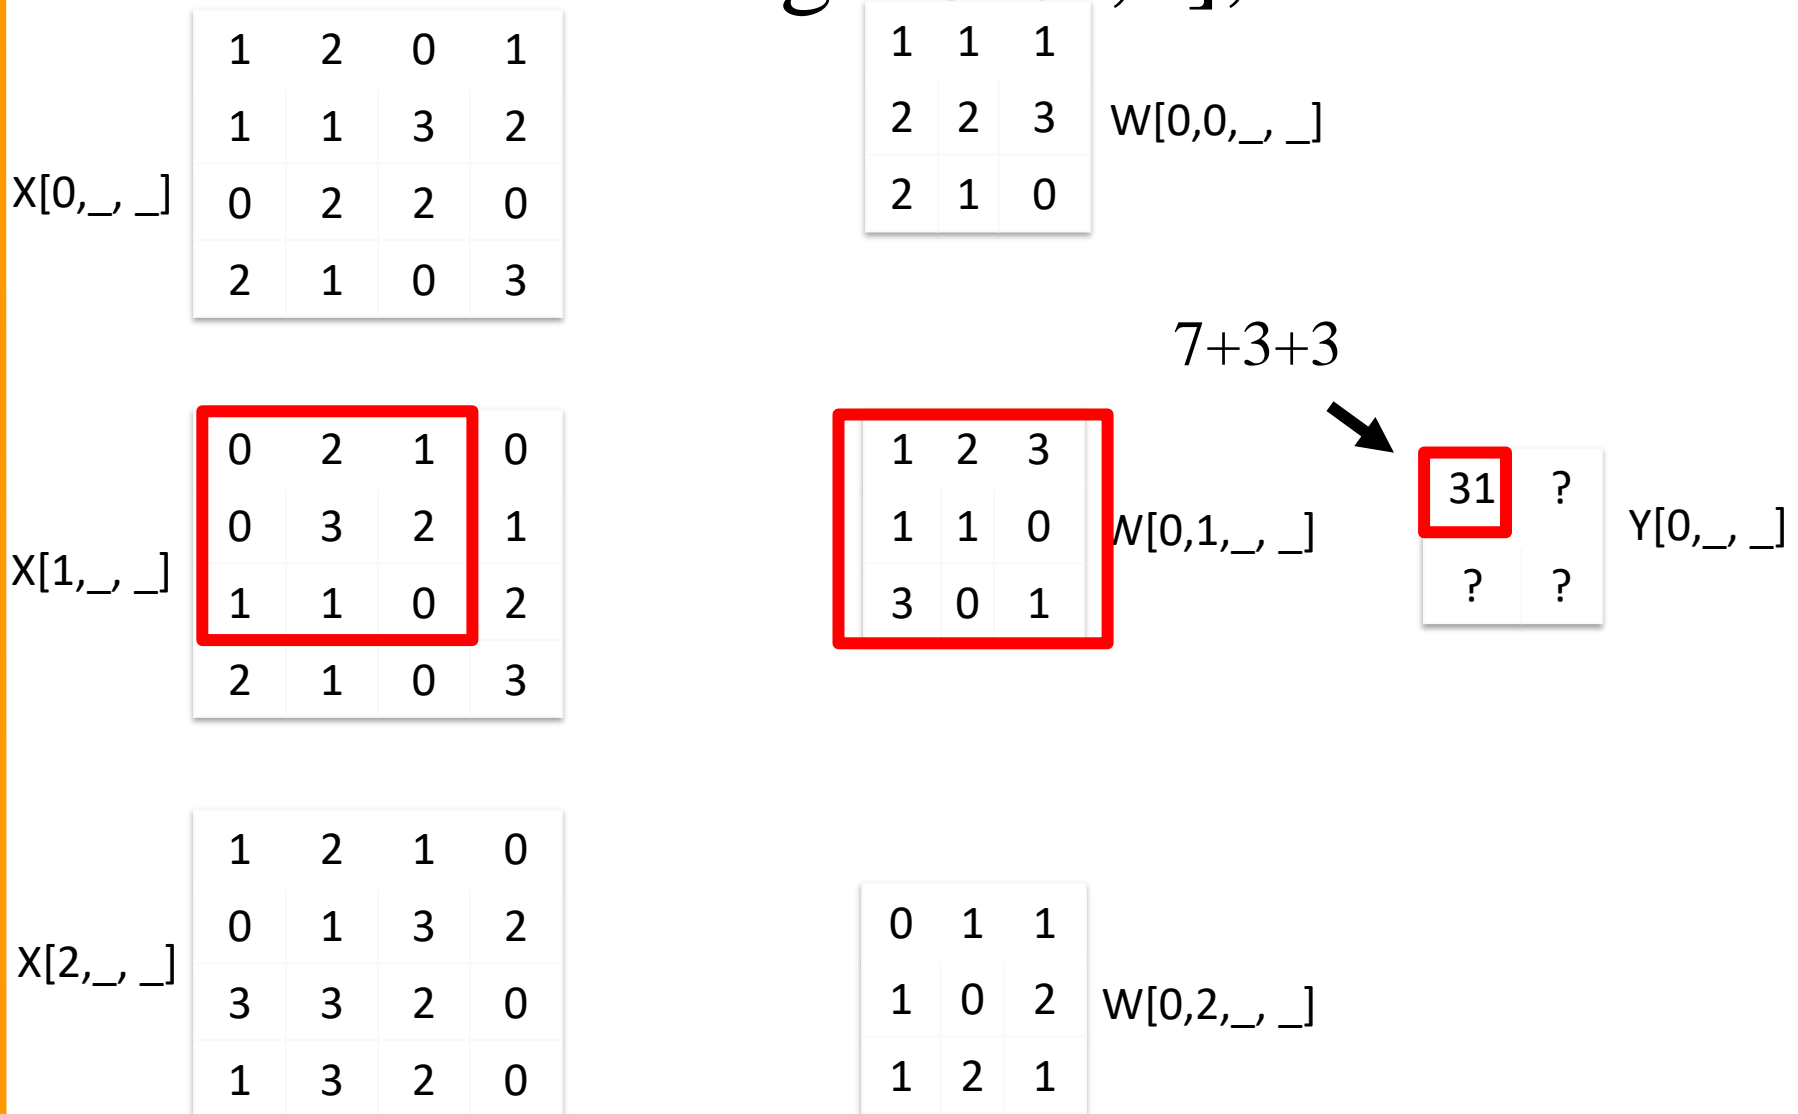 1 2 0 1
1 1 3 2
0 2 2 0
2 1 0 3
X[0,_, _]
1 1 1
2 2 3
2 1 0
W[0,0,_, _]
7+3+3
0 2 1 0
0 3 2 1
1 1 0 2
2 1 0 3
X[1,_, _]
1 2 3
1 1 0
3 0 1
W[0,1,_, _]
31 ?
? ?
Y[0,_, _]
1 2 1 0
0 1 3 2
3 3 2 0
1 3 2 0
X[2,_, _]
0 1 1
1 0 2
1 2 1
W[0,2,_, _]